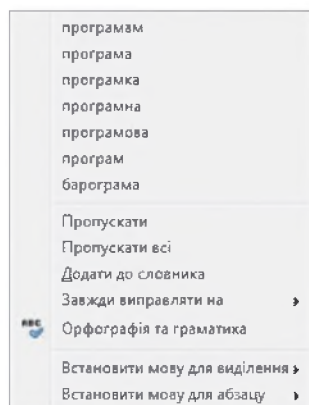 програмам
програма
програмка
програмна
програмова
програм
барограма
Пропускати
Пропускати всі
Додати до словника
Завжди виправляти на
ABC
Орфографія та граматика
Встановити мову для виділення
Встановити мову для абзацу